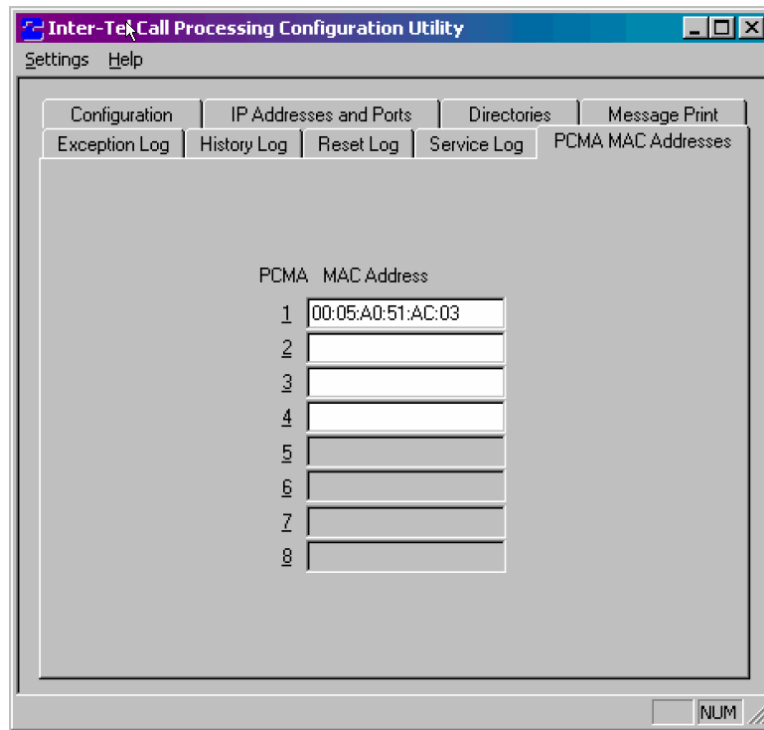 Inter-Tel Call Processing Configuration Utility
Settings Help
Configuration IP Addresses and Ports Directories Message Print
Exception Log History Log Reset Log Service Log PCMA MAC Addresses
PCMA MAC Address
1 00:05:A0:51:AC:03
2
3
4
5
6
7
8
NUM